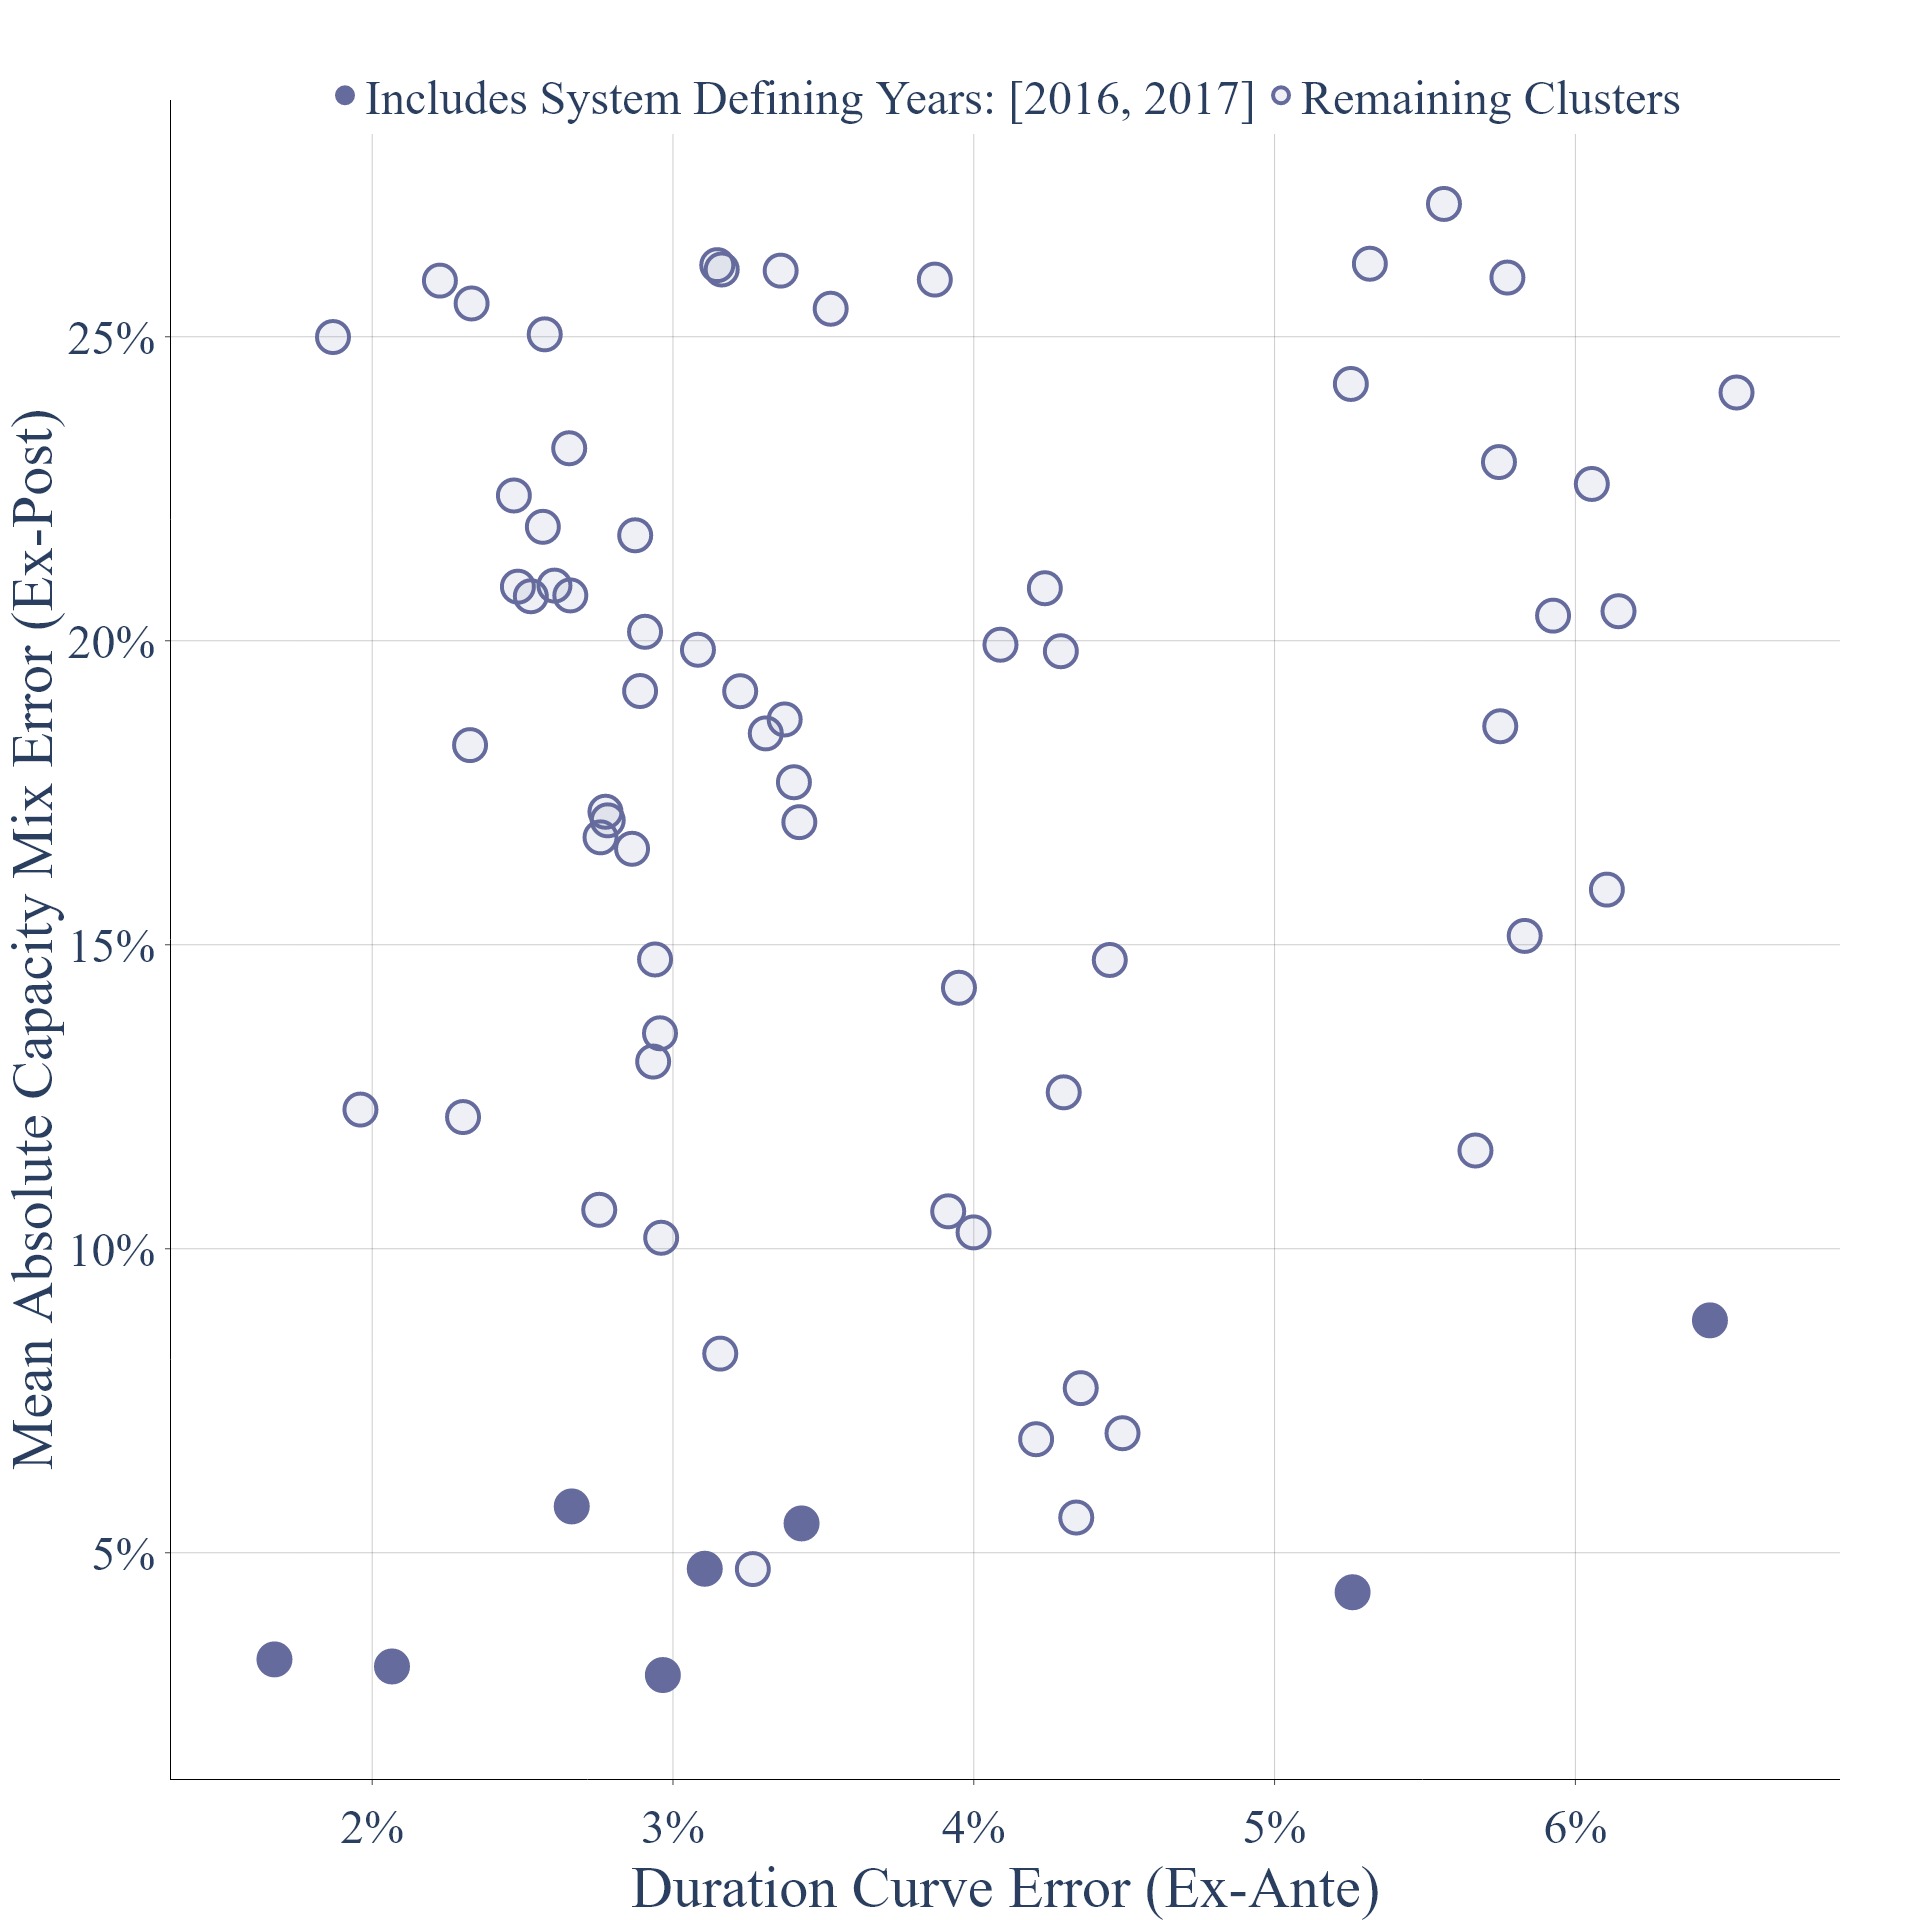 Includes System Defining Years: [2016, 2017] Remaining Clusters
Mean Absolute Capacity Mix Error (Ex-Post)
25%
20%
15%
10%
5%
2% 3% 4% 5% 6%
Duration Curve Error (Ex-Ante)